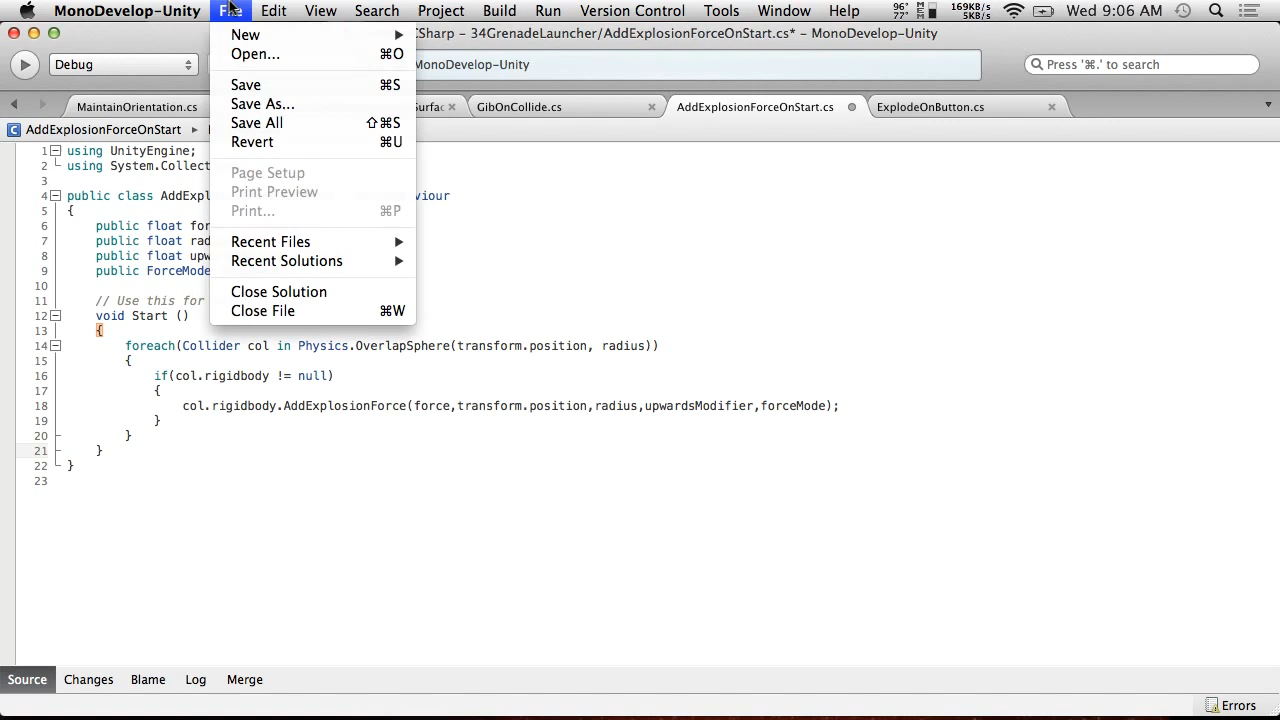 MonoDevelop-Unity File Edit View Search Project Build Run Version Control Tools Window Help 96° 77° 169KB/s 5KB/s Wed 9:06 AM
CSharp - 34GrenadeLauncher/AddExplosionForceOnStart.cs* - MonoDevelop-Unity
Debug MonoDevelop-Unity Press '⌘.' to search
MaintainOrientation.cs Surfac GibOnCollide.cs AddExplosionForceOnStart.cs ExplodeOnButton.cs
AddExplosionForceOnStart
New
Open... ⌘O
Save ⌘S
Save As...
Save All ⇧⌘S
Revert ⌘U
Page Setup
Print Preview
Print... ⌘P
Recent Files
Recent Solutions
Close Solution
Close File ⌘W
1 using UnityEngine;
2 using System.Collect
3
4 public class AddExpl viour
5 {
6 public float for
7 public float rad
8 public float upw
9 public ForceMode
10
11 // Use this for
12 void Start ()
13 {
14 foreach(Collider col in Physics.OverlapSphere(transform.position, radius))
15 {
16 if(col.rigidbody != null)
17 {
18 col.rigidbody.AddExplosionForce(force,transform.position,radius,upwardsModifier,forceMode);
19 }
20 }
21 }
22 }
23
Source Changes Blame Log Merge
Errors